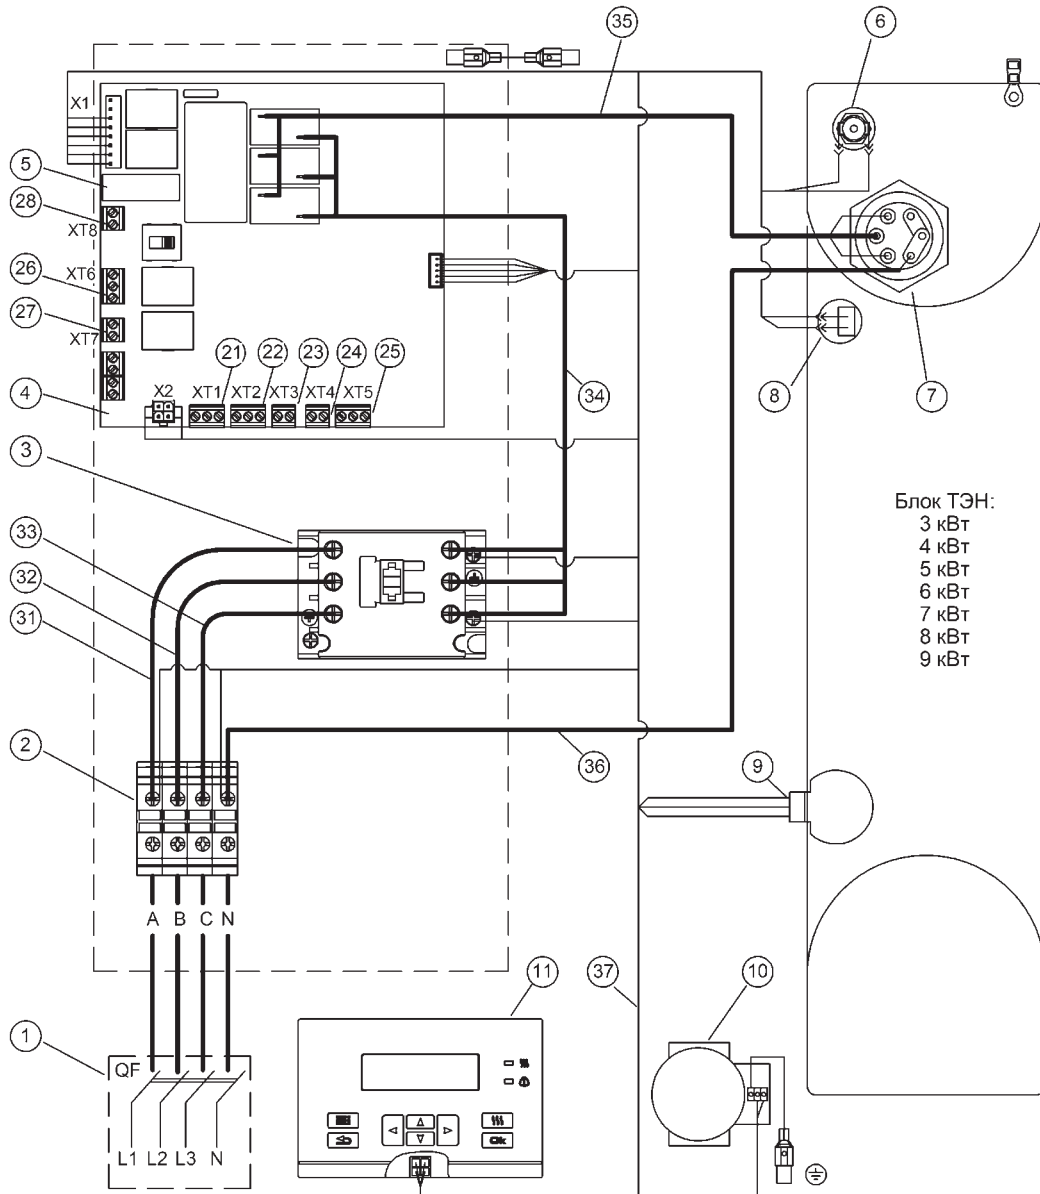 35
6
X1
5
28
XT8
26
XT6
27
XT7
21
22
23
24
25
4
X2
XT1
XT2
XT3
XT4
XT5
34
8
7
3
Блок ТЭН:
3 кВт
4 кВт
5 кВт
6 кВт
7 кВт
8 кВт
9 кВт
33
32
31
2
36
9
A B C N
11
37
10
1
QF
L1 L2 L3 N
Ok